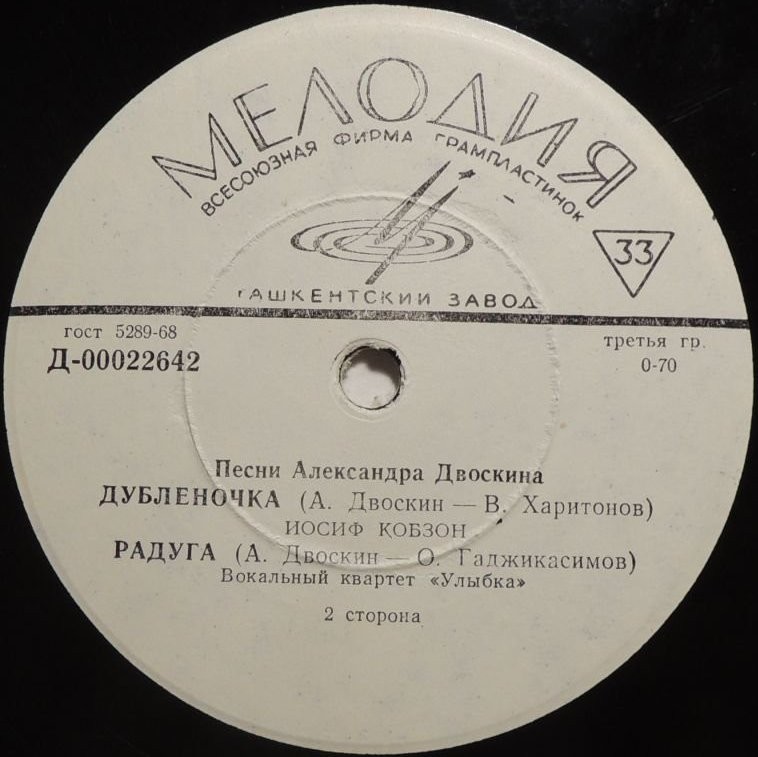 МЕЛОДИЯ
ВСЕСОЮЗНАЯ ФИРМА ГРАМПЛАСТИНОК
33
ТАШКЕНТСКИЙ ЗАВОД
гост 5289-68
Д-00022642
третья гр.
0-70
Песни Александра Двоскина
ДУБЛЕНОЧКА (А. Двоскин — В. Харитонов)
ИОСИФ КОБЗОН
РАДУГА (А. Двоскин — О. Гаджикасимов)
Вокальный квартет «Улыбка»
2 сторона